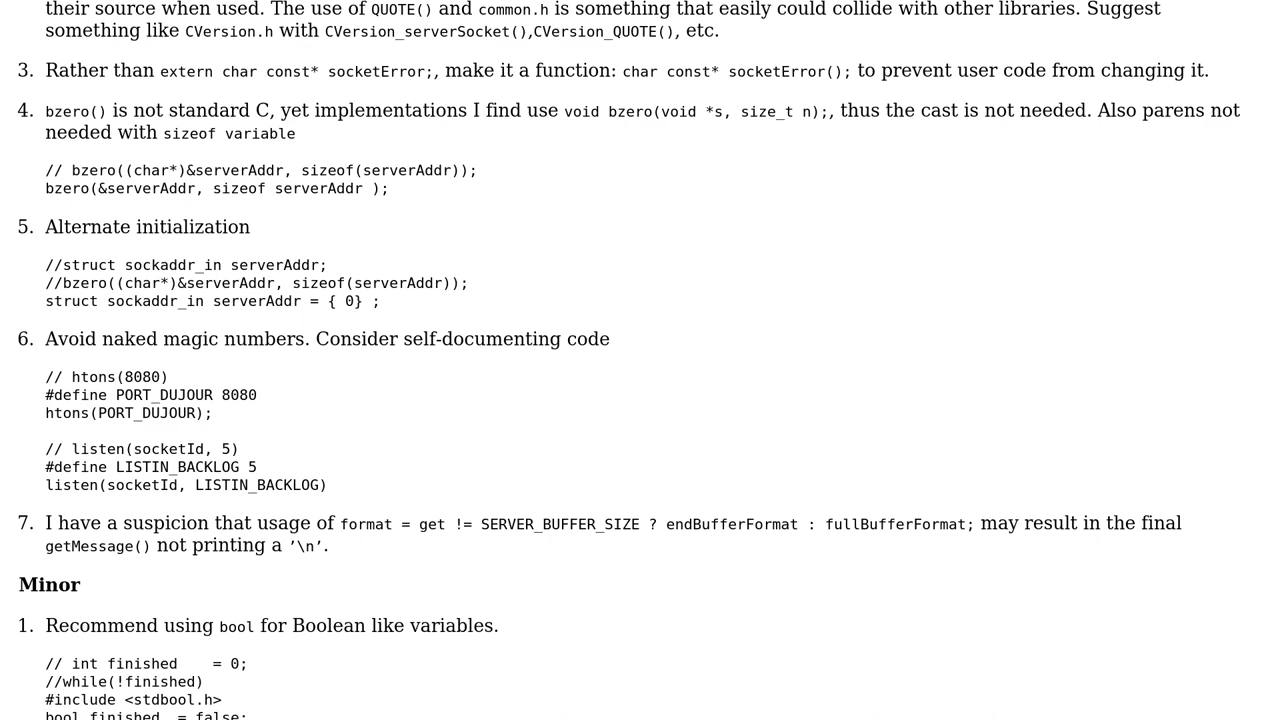 their source when used. The use of QUOTE() and common.h is something that easily could collide with other libraries. Suggest
something like CVersion.h with CVersion_serverSocket(),CVersion_QUOTE(), etc.
3. Rather than extern char const* socketError;, make it a function: char const* socketError(); to prevent user code from changing it.
4. bzero() is not standard C, yet implementations I find use void bzero(void *s, size_t n);, thus the cast is not needed. Also parens not
needed with sizeof variable
// bzero((char*)&serverAddr, sizeof(serverAddr));
bzero(&serverAddr, sizeof serverAddr );
5. Alternate initialization
//struct sockaddr_in serverAddr;
//bzero((char*)&serverAddr, sizeof(serverAddr));
struct sockaddr_in serverAddr = { 0} ;
6. Avoid naked magic numbers. Consider self-documenting code
// htons(8080)
#define PORT_DUJOUR 8080
htons(PORT_DUJOUR);
// listen(socketId, 5)
#define LISTIN_BACKLOG 5
listen(socketId, LISTIN_BACKLOG)
7. I have a suspicion that usage of format = get != SERVER_BUFFER_SIZE ? endBufferFormat : fullBufferFormat; may result in the final
getMessage() not printing a ’\n’.
Minor
1. Recommend using bool for Boolean like variables.
// int finished    = 0;
//while(!finished)
#include <stdbool.h>
bool finished  = false;